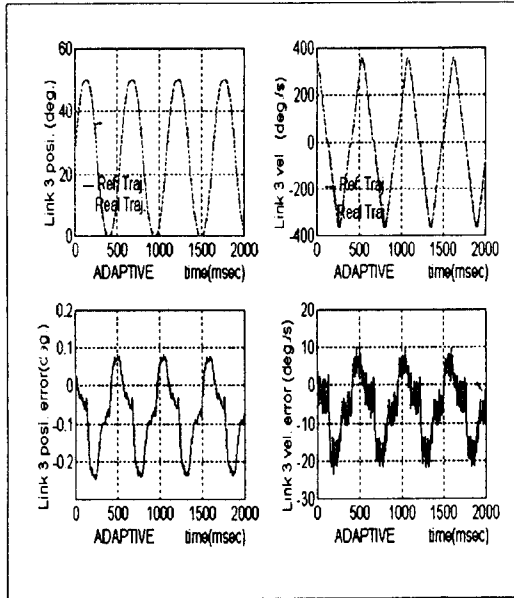 60
40
20
0
Link 3 posi. (deg.)
Ref. Traj.
Real Traj.
0 500 1000 1500 2000
ADAPTIVE time(msec)
400
200
0
-200
-400
Link 3 vel. (deg./s)
Ref. Traj.
Real Traj.
0 500 1000 1500 2000
ADAPTIVE time(msec)
0.2
0.1
0
-0.1
-0.2
Link 3 posi. error
0 500 1000 1500 2000
ADAPTIVE time(msec)
20
10
0
-10
-20
-30
Link 3 vel. error (deg./s)
0 500 1000 1500 2000
ADAPTIVE time(msec)